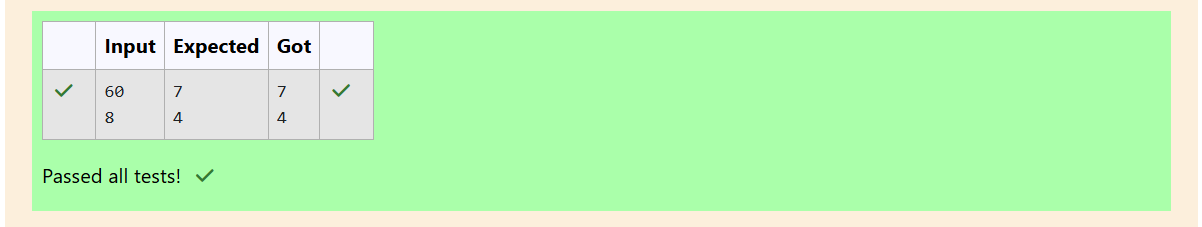 Input Expected Got
60 7 7
8 4 4
Passed all tests!